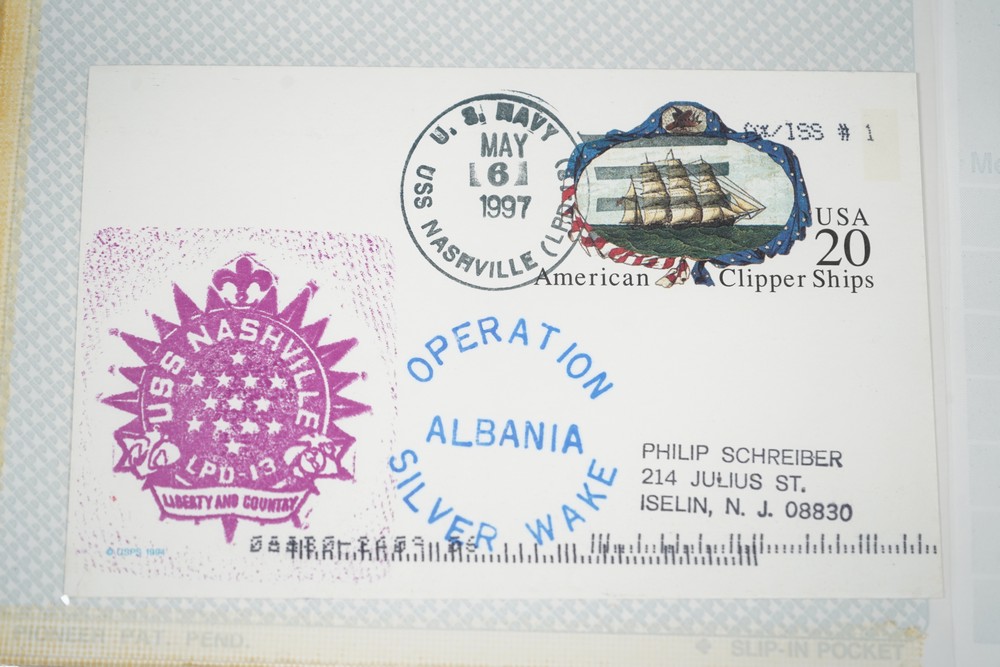 U. S. NAVY
MAY
6
1997
USS NASHVILLE (LPD
/ISS # 1
USA
20
American Clipper Ships
USS NASHVILLE
LPD-13
LIBERTY AND COUNTRY
© USPS 1994
OPERATION
ALBANIA
SILVER WAKE
PHILIP SCHREIBER
214 JULIUS ST.
ISELIN, N. J. 08830
PIONEER PAT. PEND.
SLIP-IN POCKET